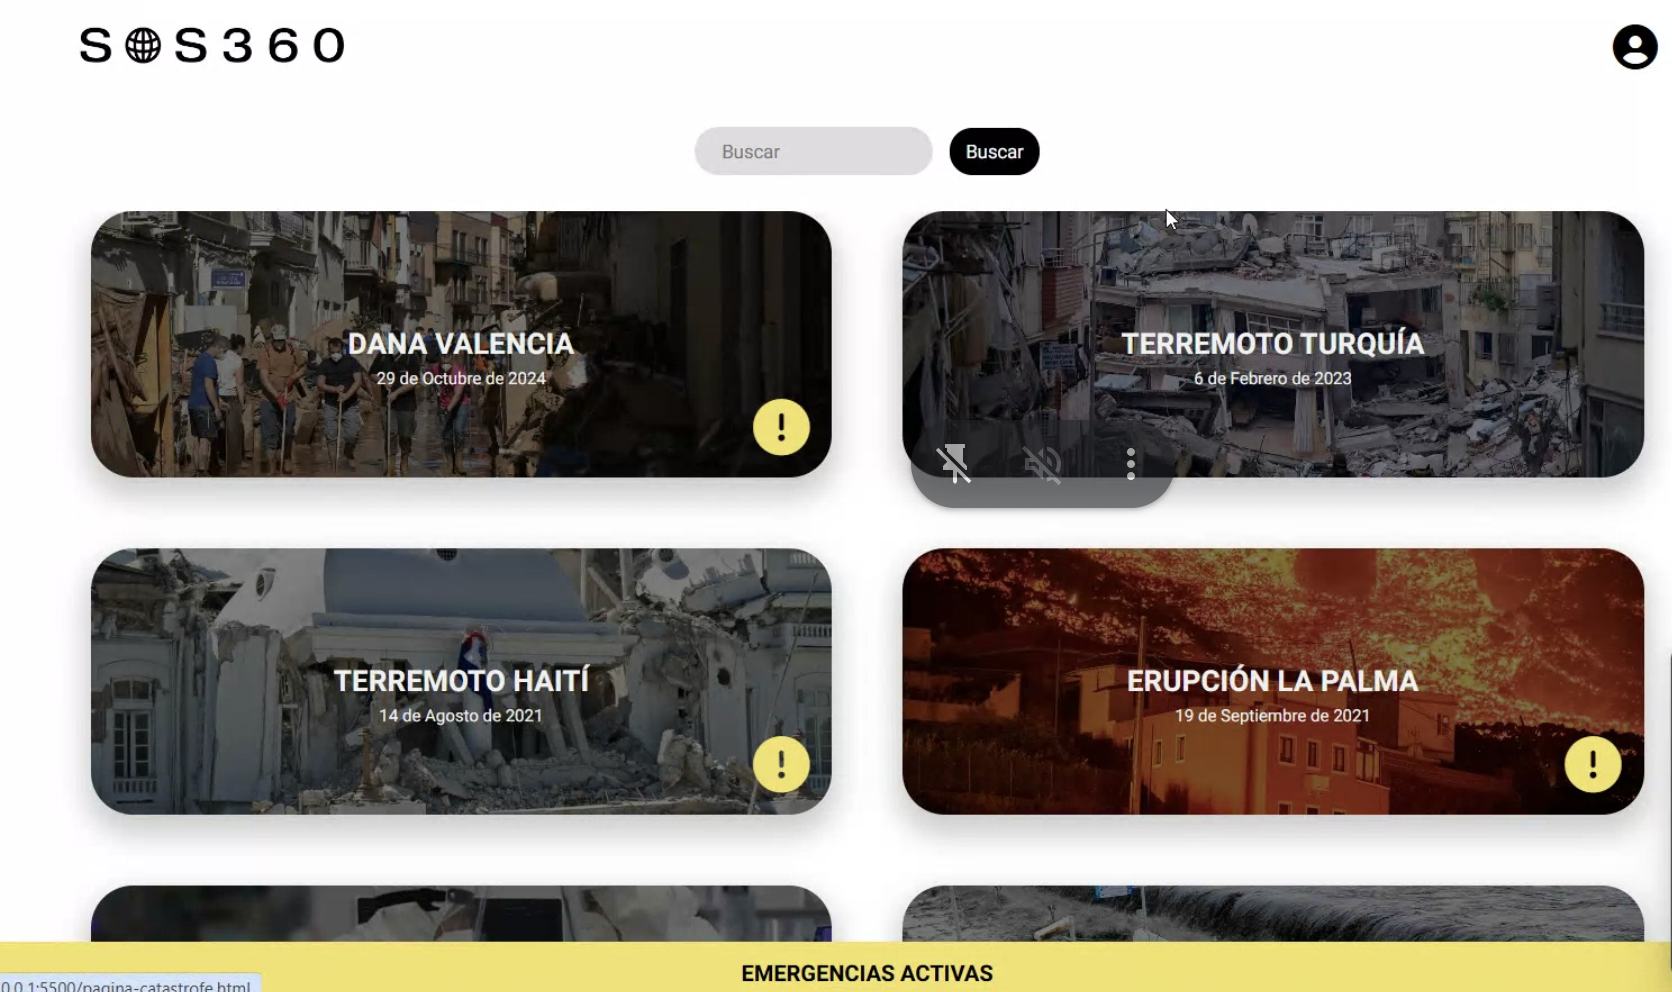 SOS360
Buscar
Buscar
DANA VALENCIA
29 de Octubre de 2024
!
TERREMOTO TURQUÍA
6 de Febrero de 2023
TERREMOTO HAITÍ
14 de Agosto de 2021
!
ERUPCIÓN LA PALMA
19 de Septiembre de 2021
!
EMERGENCIAS ACTIVAS
0.0.1:5500/pagina-catastrofe.html